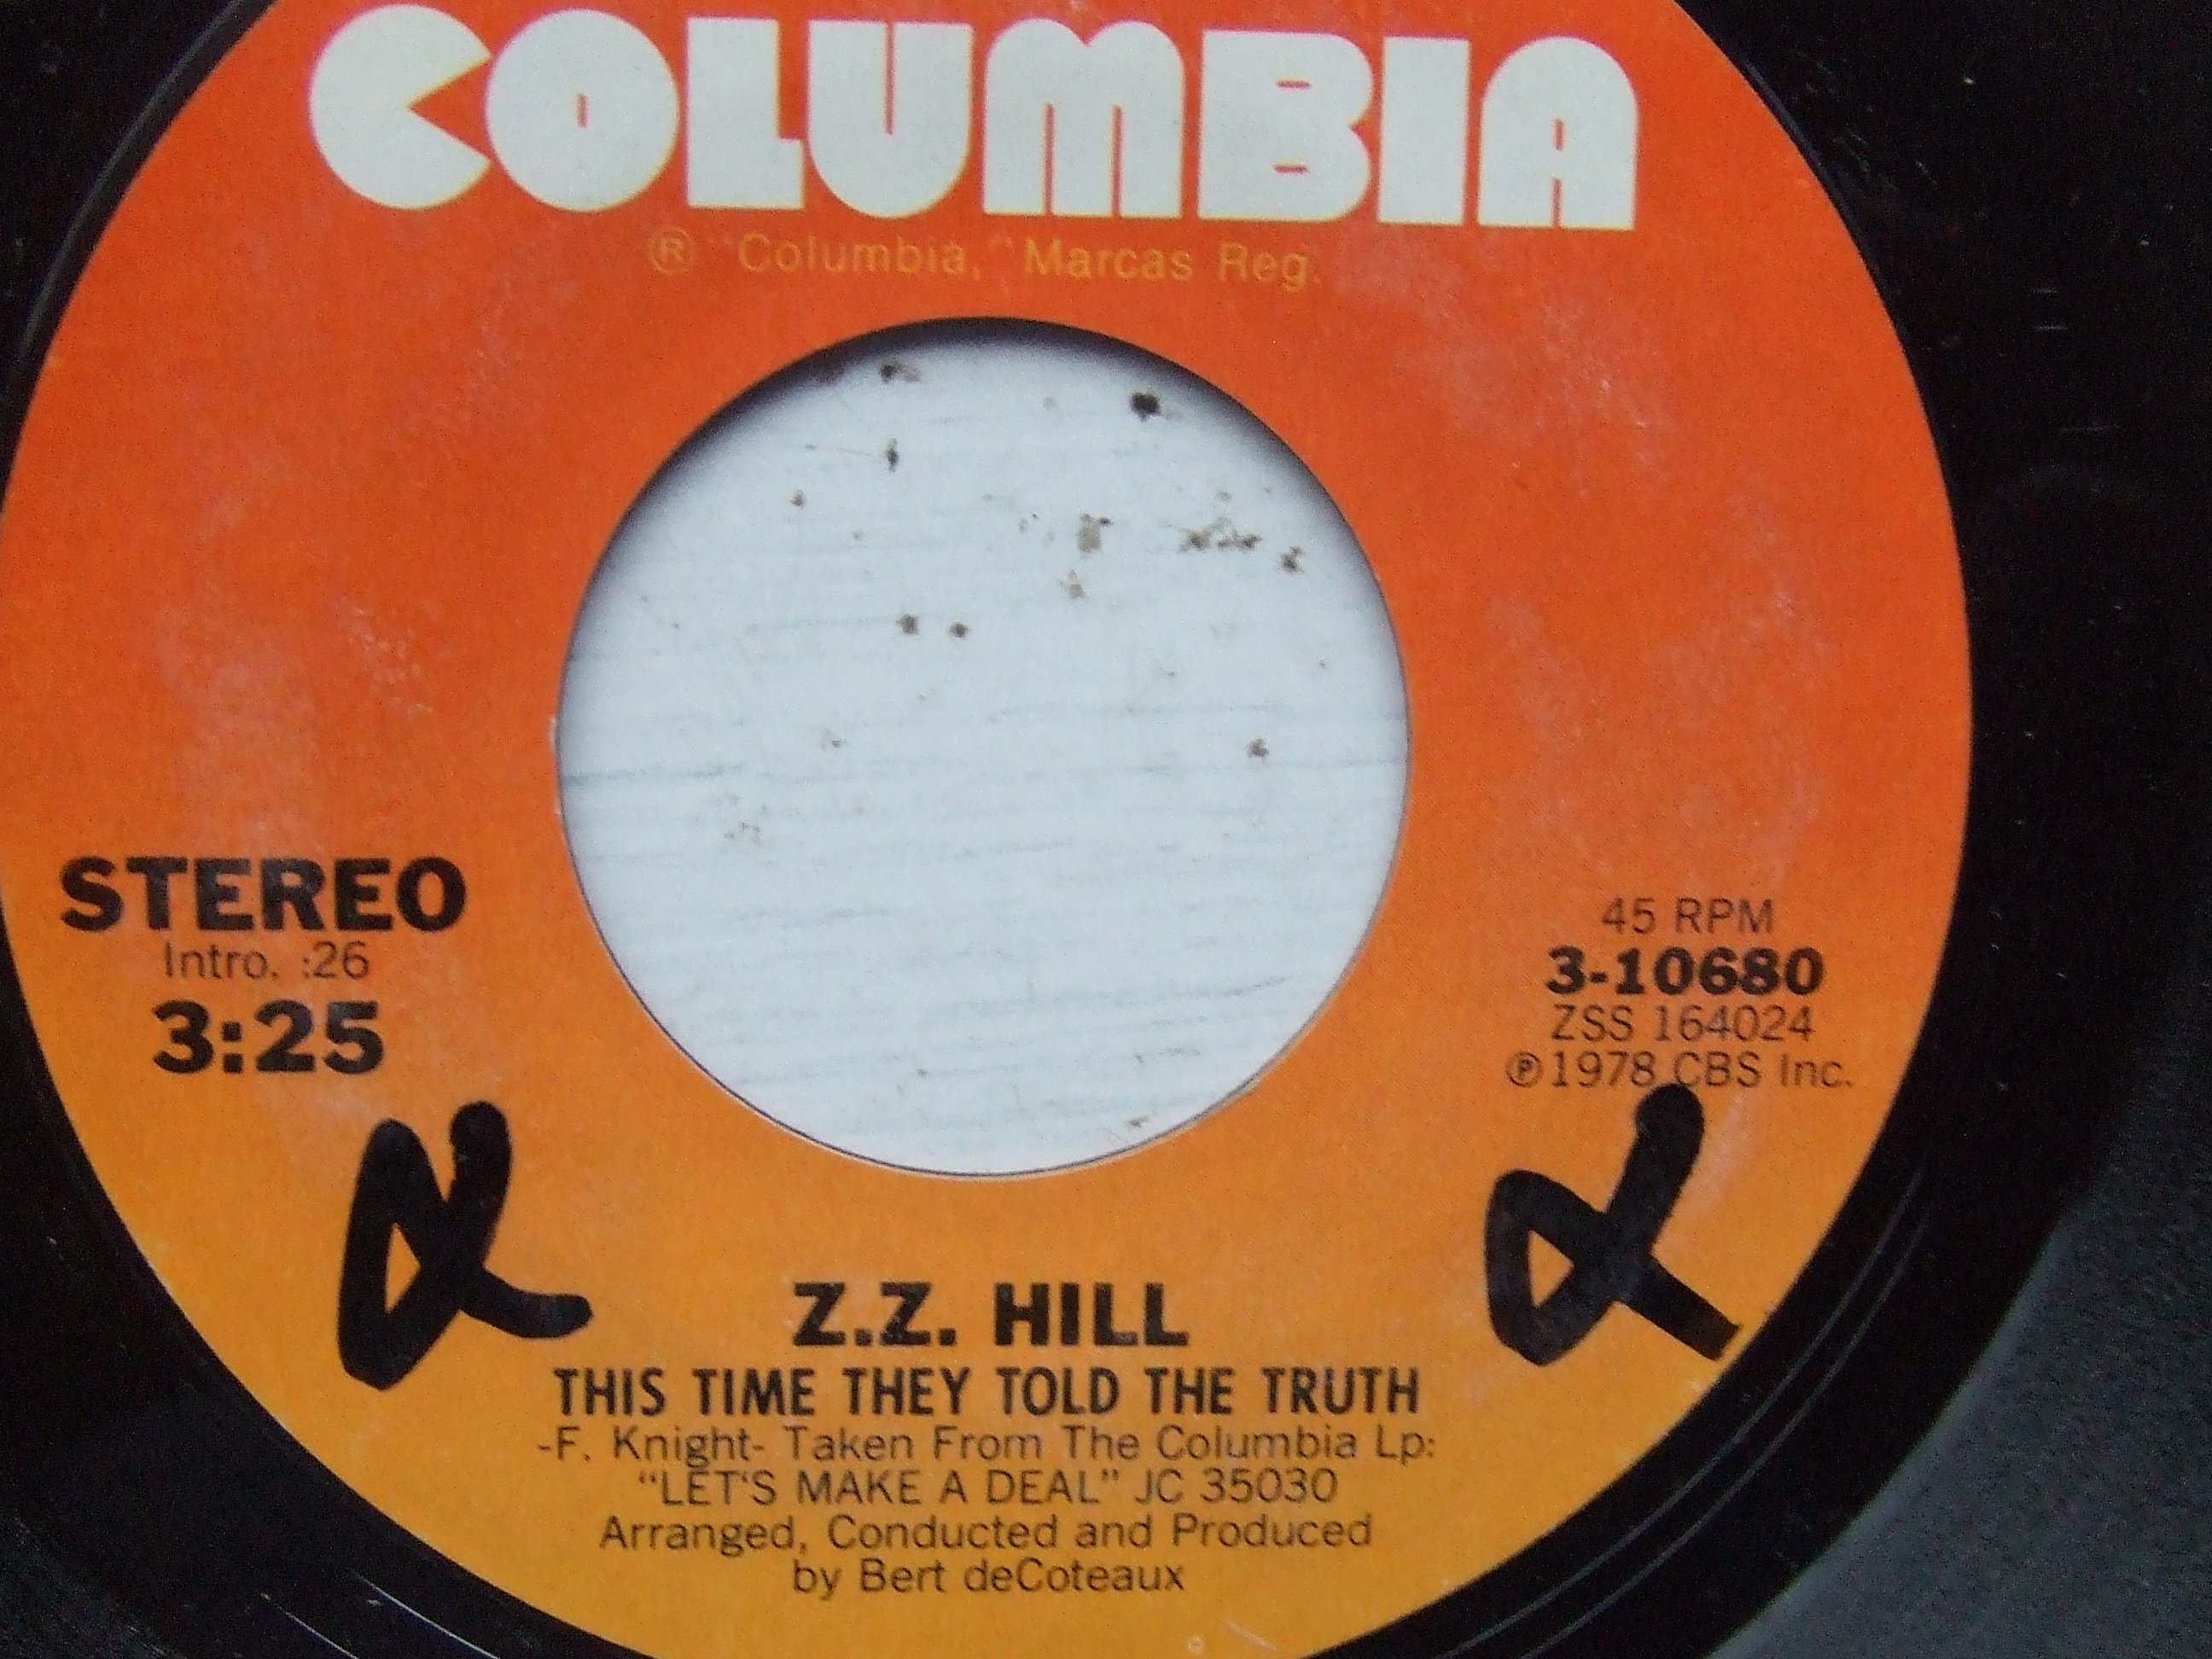 COLUMBIA
® "Columbia," Marcas Reg.
STEREO
Intro. :26
3:25
45 RPM
3-10680
ZSS 164024
℗ 1978 CBS Inc.
Z.Z. HILL
THIS TIME THEY TOLD THE TRUTH
-F. Knight- Taken From The Columbia Lp:
"LET'S MAKE A DEAL" JC 35030
Arranged, Conducted and Produced
by Bert deCoteaux